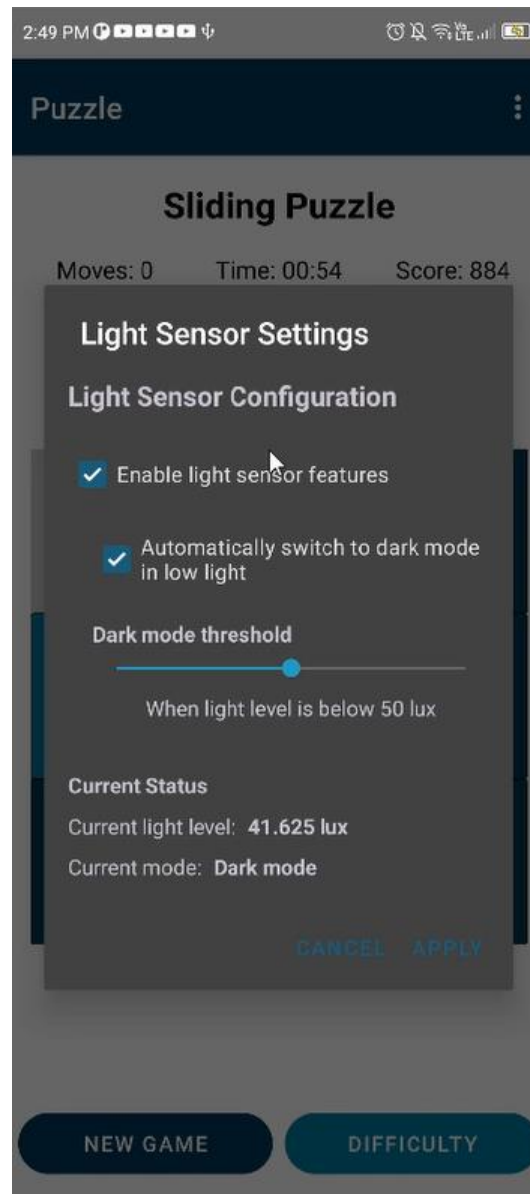 2:49 PM
Vo
LTE
Puzzle
Sliding Puzzle
Moves: 0 Time: 00:54 Score: 884
Light Sensor Settings
Light Sensor Configuration
Enable light sensor features
Automatically switch to dark mode
in low light
Dark mode threshold
When light level is below 50 lux
Current Status
Current light level: 41.625 lux
Current mode: Dark mode
CANCEL APPLY
NEW GAME DIFFICULTY